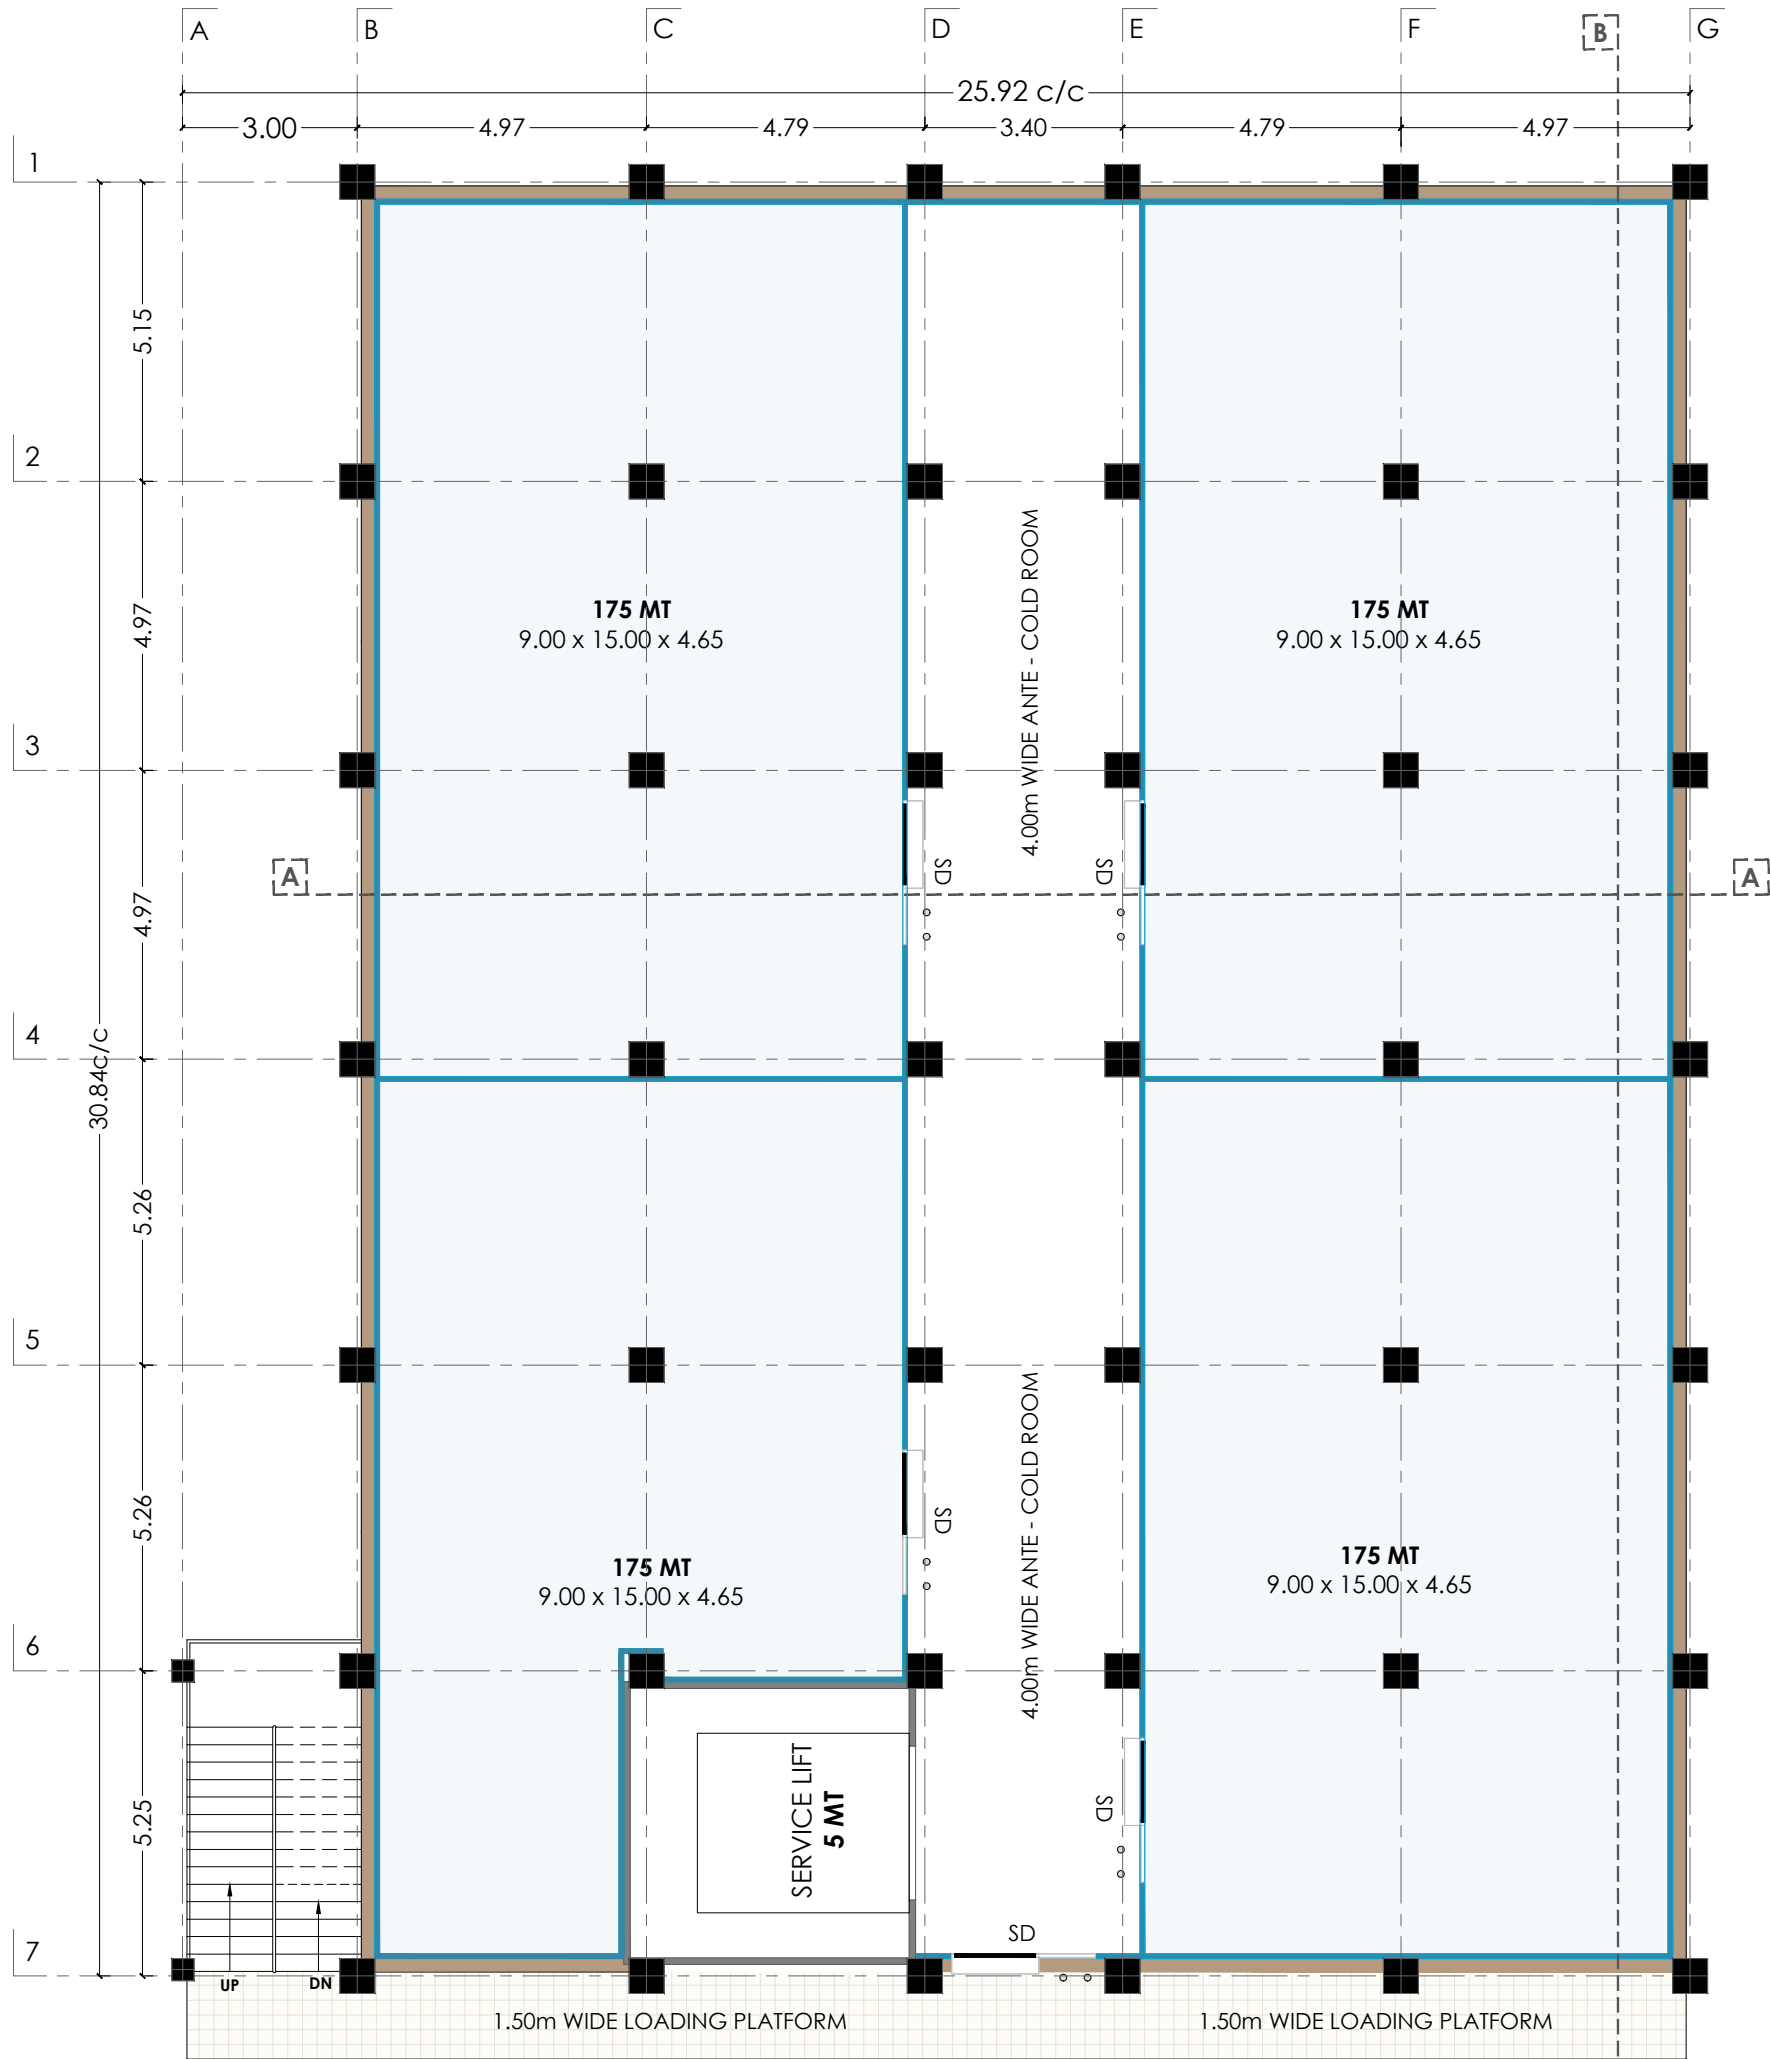 A
B
C
D
E
F
B
G
25.92 c/c
3.00
4.97
4.79
3.40
4.79
4.97
1
5.15
2
4.97
175 MT
9.00 x 15.00 x 4.65
4.00m WIDE ANTE - COLD ROOM
175 MT
9.00 x 15.00 x 4.65
3
4.97
A
SD
SD
A
4
30.84c/c
5.26
5
5.26
175 MT
9.00 x 15.00 x 4.65
SD
4.00m WIDE ANTE - COLD ROOM
175 MT
9.00 x 15.00 x 4.65
6
5.25
SERVICE LIFT
5 MT
SD
SD
7
UP
DN
1.50m WIDE LOADING PLATFORM
1.50m WIDE LOADING PLATFORM